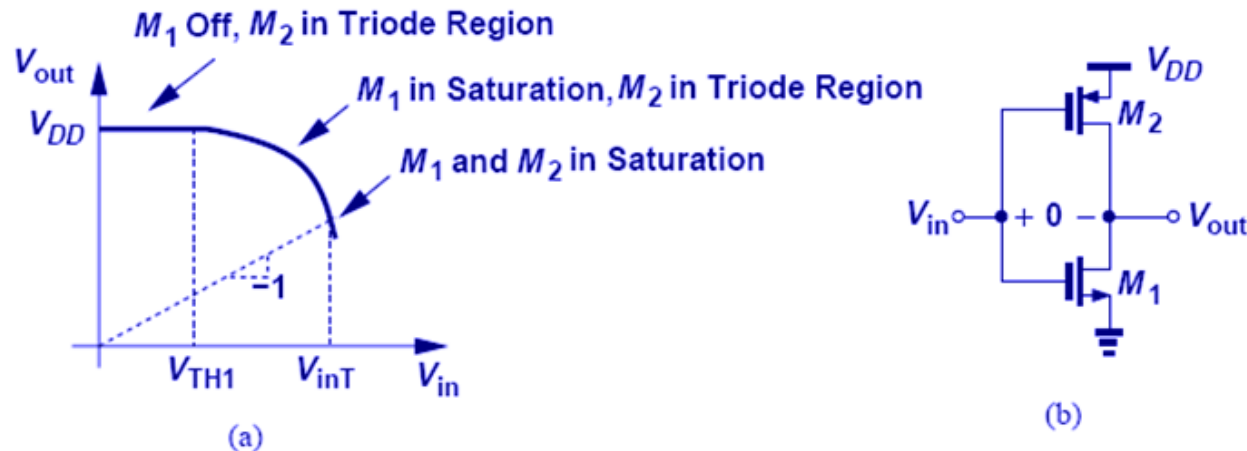 M1 Off, M2 in Triode Region
Vout
VDD
M1 in Saturation, M2 in Triode Region
M1 and M2 in Saturation
−1
VTH1
VinT
Vin
(a)
VDD
M2
Vin
+ 0 −
Vout
M1
(b)